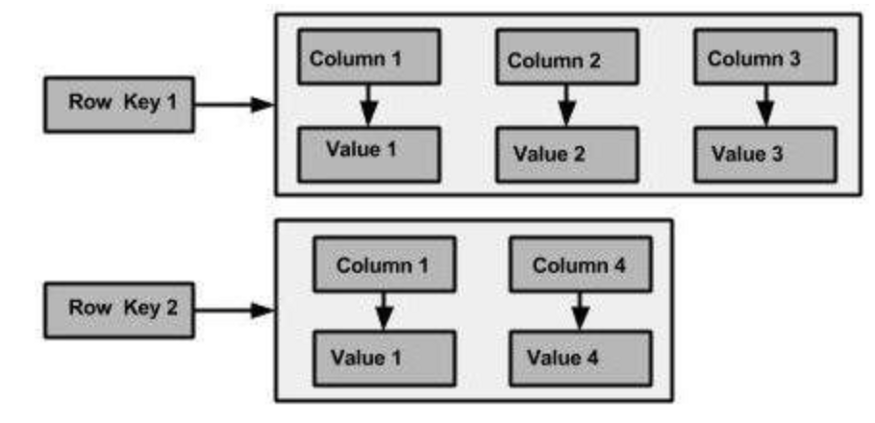 Column 1
Column 2
Column 3
Row Key 1
Value 1
Value 2
Value 3
Column 1
Column 4
Row Key 2
Value 1
Value 4